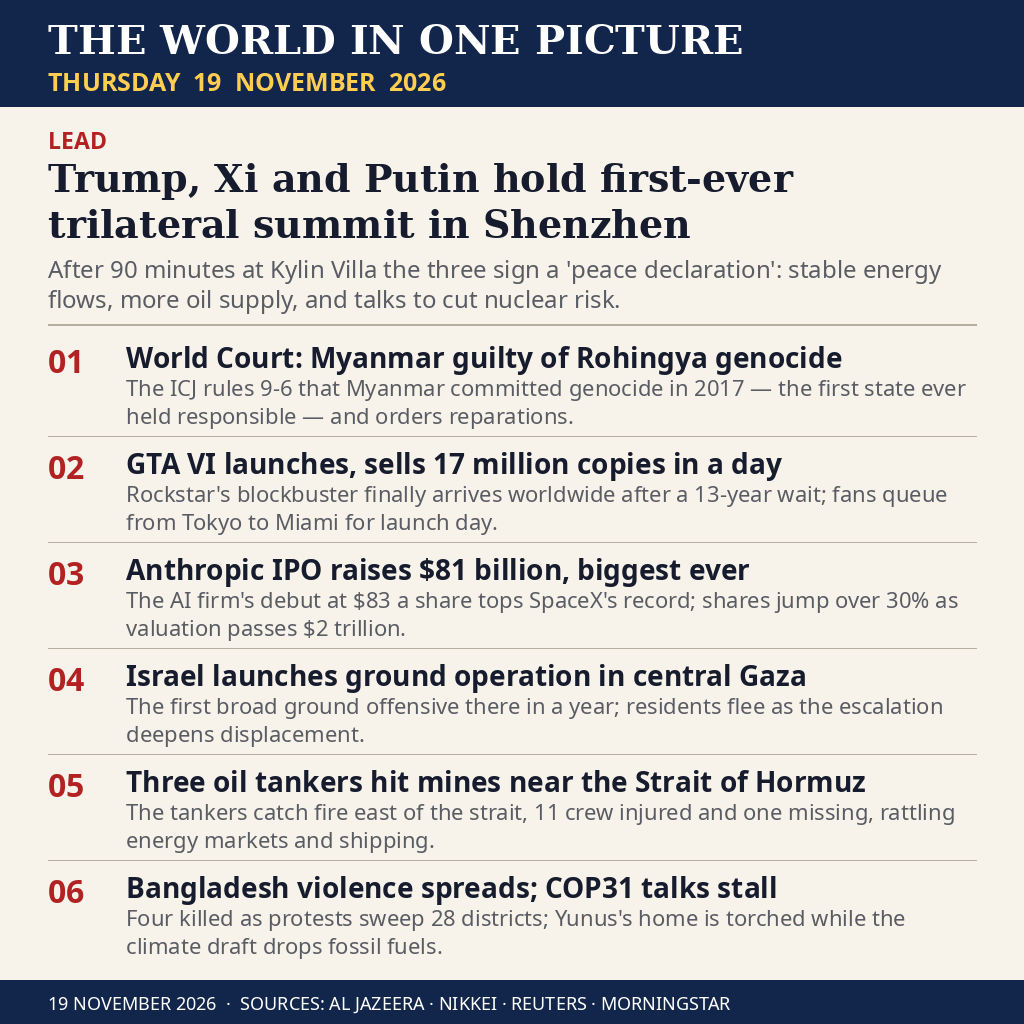 THE WORLD IN ONE PICTURE
THURSDAY 19 NOVEMBER 2026
LEAD
Trump, Xi and Putin hold first-ever
trilateral summit in Shenzhen
After 90 minutes at Kylin Villa the three sign a 'peace declaration': stable energy
flows, more oil supply, and talks to cut nuclear risk.
01
World Court: Myanmar guilty of Rohingya genocide
The ICJ rules 9-6 that Myanmar committed genocide in 2017 — the first state ever
held responsible — and orders reparations.
02
GTA VI launches, sells 17 million copies in a day
Rockstar's blockbuster finally arrives worldwide after a 13-year wait; fans queue
from Tokyo to Miami for launch day.
03
Anthropic IPO raises $81 billion, biggest ever
The AI firm's debut at $83 a share tops SpaceX's record; shares jump over 30% as
valuation passes $2 trillion.
04
Israel launches ground operation in central Gaza
The first broad ground offensive there in a year; residents flee as the escalation
deepens displacement.
05
Three oil tankers hit mines near the Strait of Hormuz
The tankers catch fire east of the strait, 11 crew injured and one missing, rattling
energy markets and shipping.
06
Bangladesh violence spreads; COP31 talks stall
Four killed as protests sweep 28 districts; Yunus's home is torched while the
climate draft drops fossil fuels.
19 NOVEMBER 2026 · SOURCES: AL JAZEERA · NIKKEI · REUTERS · MORNINGSTAR